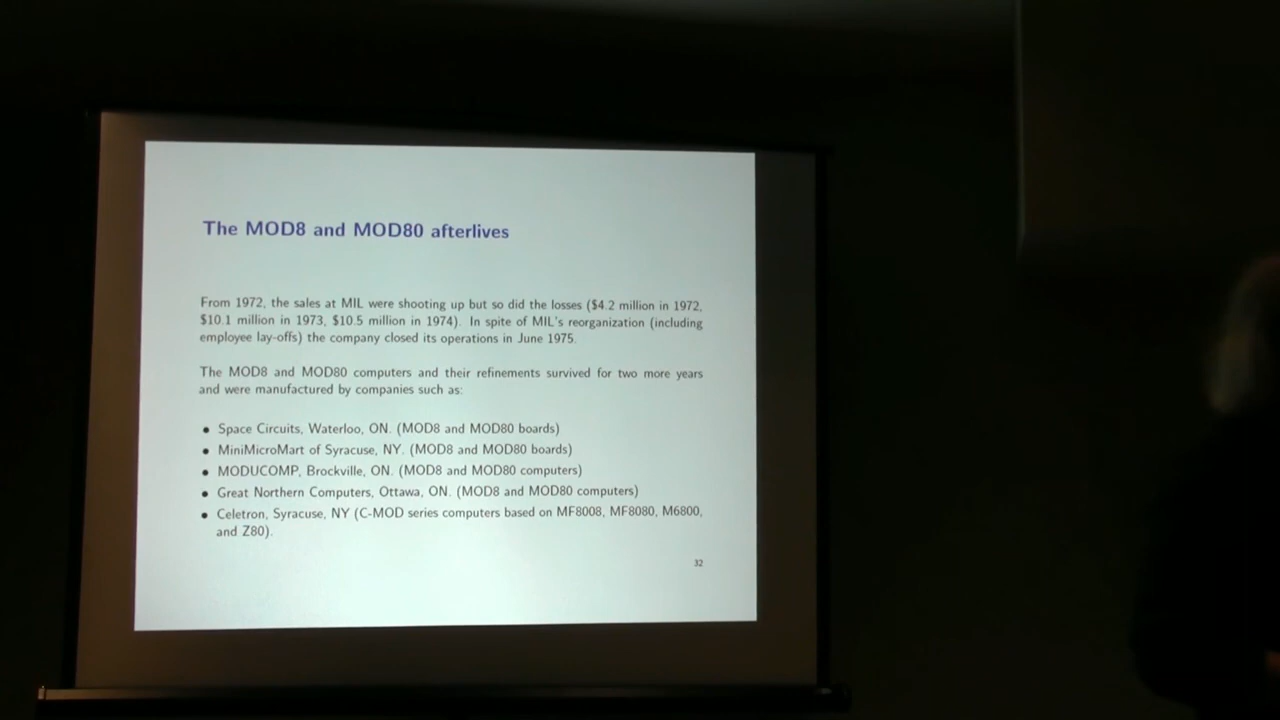 The MOD8 and MOD80 afterlives
From 1972, the sales at MIL were shooting up but so did the losses ($4.2 million in 1972,
$10.1 million in 1973, $10.5 million in 1974). In spite of MIL's reorganization (including
employee lay-offs) the company closed its operations in June 1975.
The MOD8 and MOD80 computers and their refinements survived for two more years
and were manufactured by companies such as:
• Space Circuits, Waterloo, ON. (MOD8 and MOD80 boards)
• MiniMicroMart of Syracuse, NY. (MOD8 and MOD80 boards)
• MODUCOMP, Brockville, ON. (MOD8 and MOD80 computers)
• Great Northern Computers, Ottawa, ON. (MOD8 and MOD80 computers)
• Celetron, Syracuse, NY (C-MOD series computers based on MF8008, MF8080, M6800,
and Z80).
32